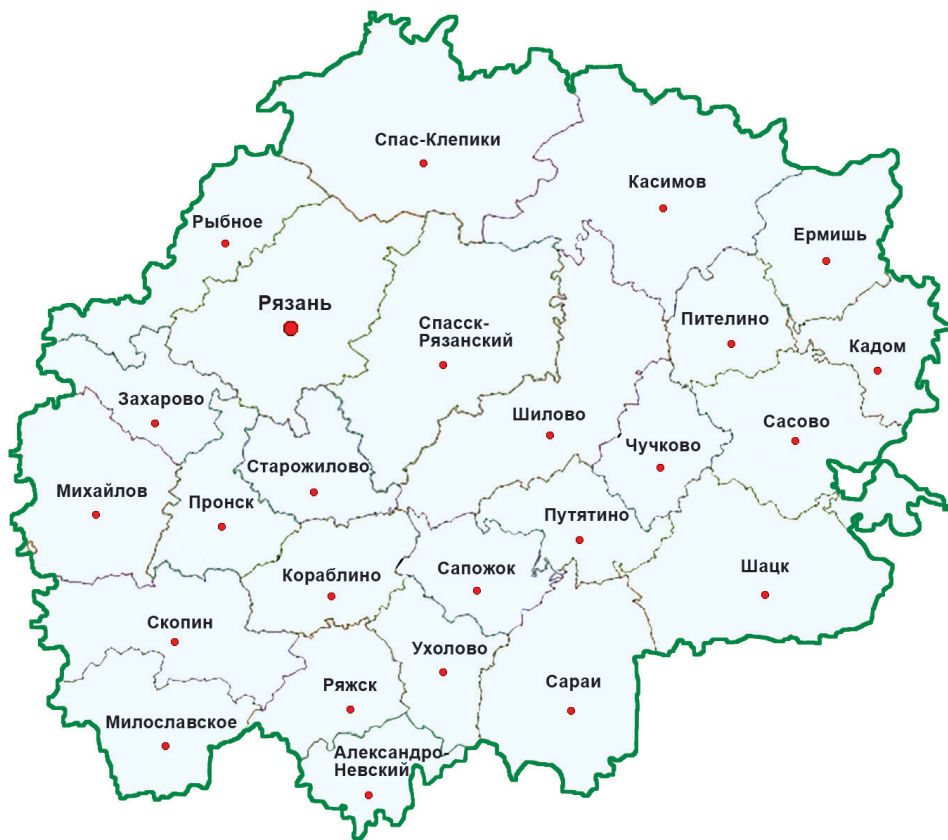 Спас-Клепики
Касимов
Рыбное
Ермишь
Рязань
Спасск-
Рязанский
Пителино
Кадом
Захарово
Шилово
Сасово
Чучково
Старожилово
Михайлов
Пронск
Путятино
Сапожок
Шацк
Кораблино
Скопин
Ухолово
Ряжск
Сараи
Милославское
Александро-
Невский